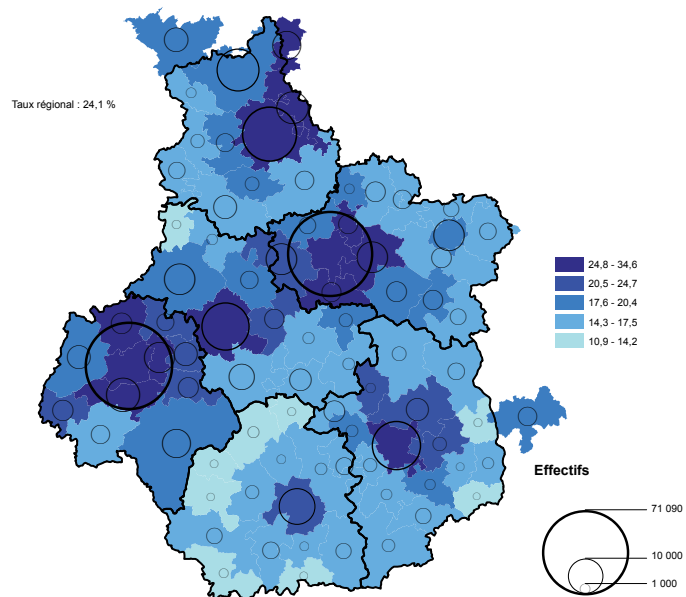 Taux régional : 24,1 %
24,8 - 34,6
20,5 - 24,7
17,6 - 20,4
14,3 - 17,5
10,9 - 14,2
Effectifs
71 090
10 000
1 000